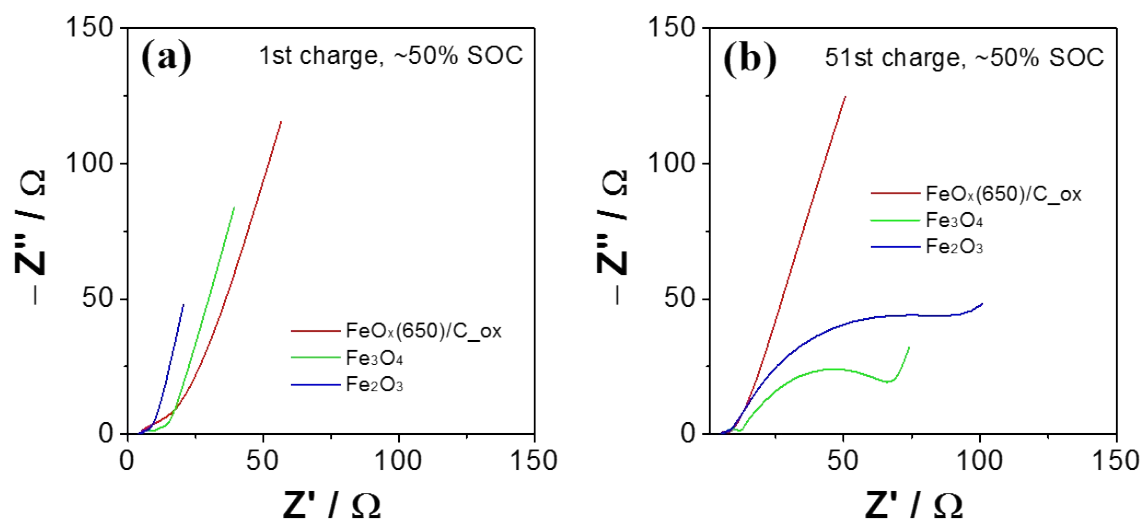 (a)
1st charge, ~50% SOC
150
100
50
0
− Z" / Ω
FeOₓ(650)/C_ox
Fe₃O₄
Fe₂O₃
0
50
100
150
Z' / Ω
(b)
51st charge, ~50% SOC
150
100
50
0
− Z" / Ω
FeOₓ(650)/C_ox
Fe₃O₄
Fe₂O₃
0
50
100
150
Z' / Ω